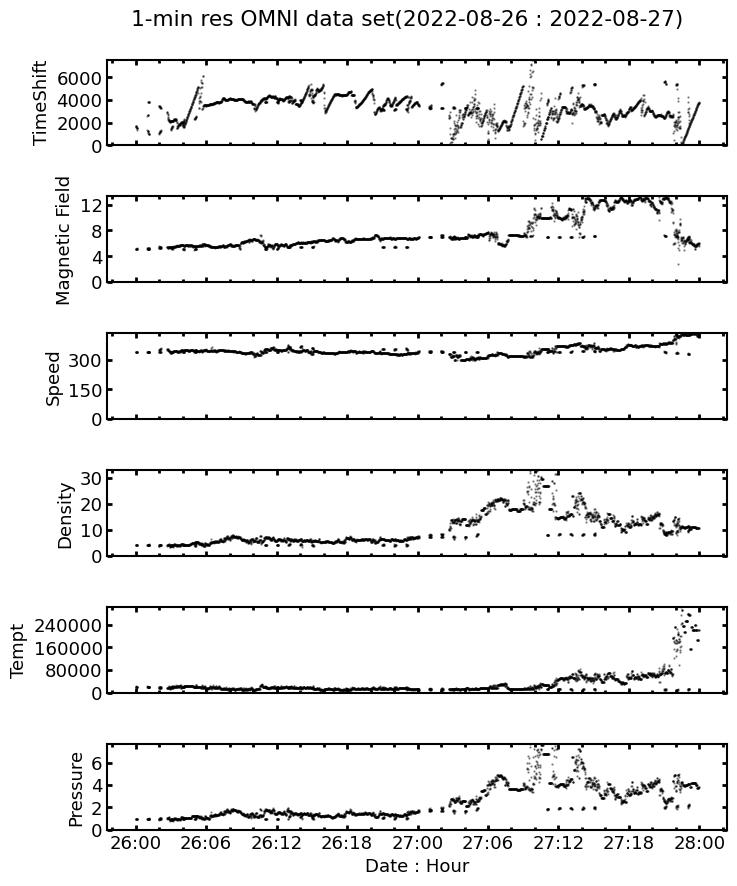 1-min res OMNI data set(2022-08-26 : 2022-08-27)
TimeShift
6000
4000
2000
0
Magnetic Field
12
8
4
0
Speed
300
150
0
Density
30
20
10
0
Tempt
240000
160000
80000
0
Pressure
6
4
2
0
26:00 26:06 26:12 26:18 27:00 27:06 27:12 27:18 28:00
Date : Hour